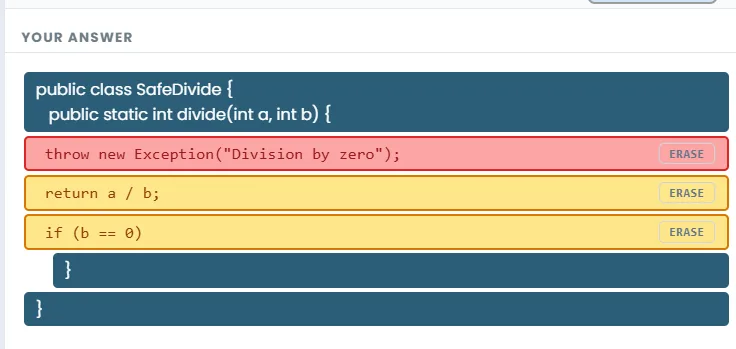 YOUR ANSWER
public class SafeDivide {
public static int divide(int a, int b) {
throw new Exception("Division by zero"); ERASE
return a / b; ERASE
if (b == 0) ERASE
}
}